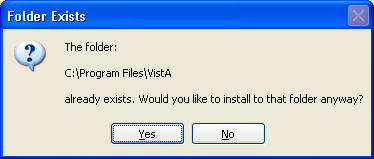 Folder Exists
The folder:
C:\Program Files\VistA
already exists. Would you like to install to that folder anyway?
Yes No